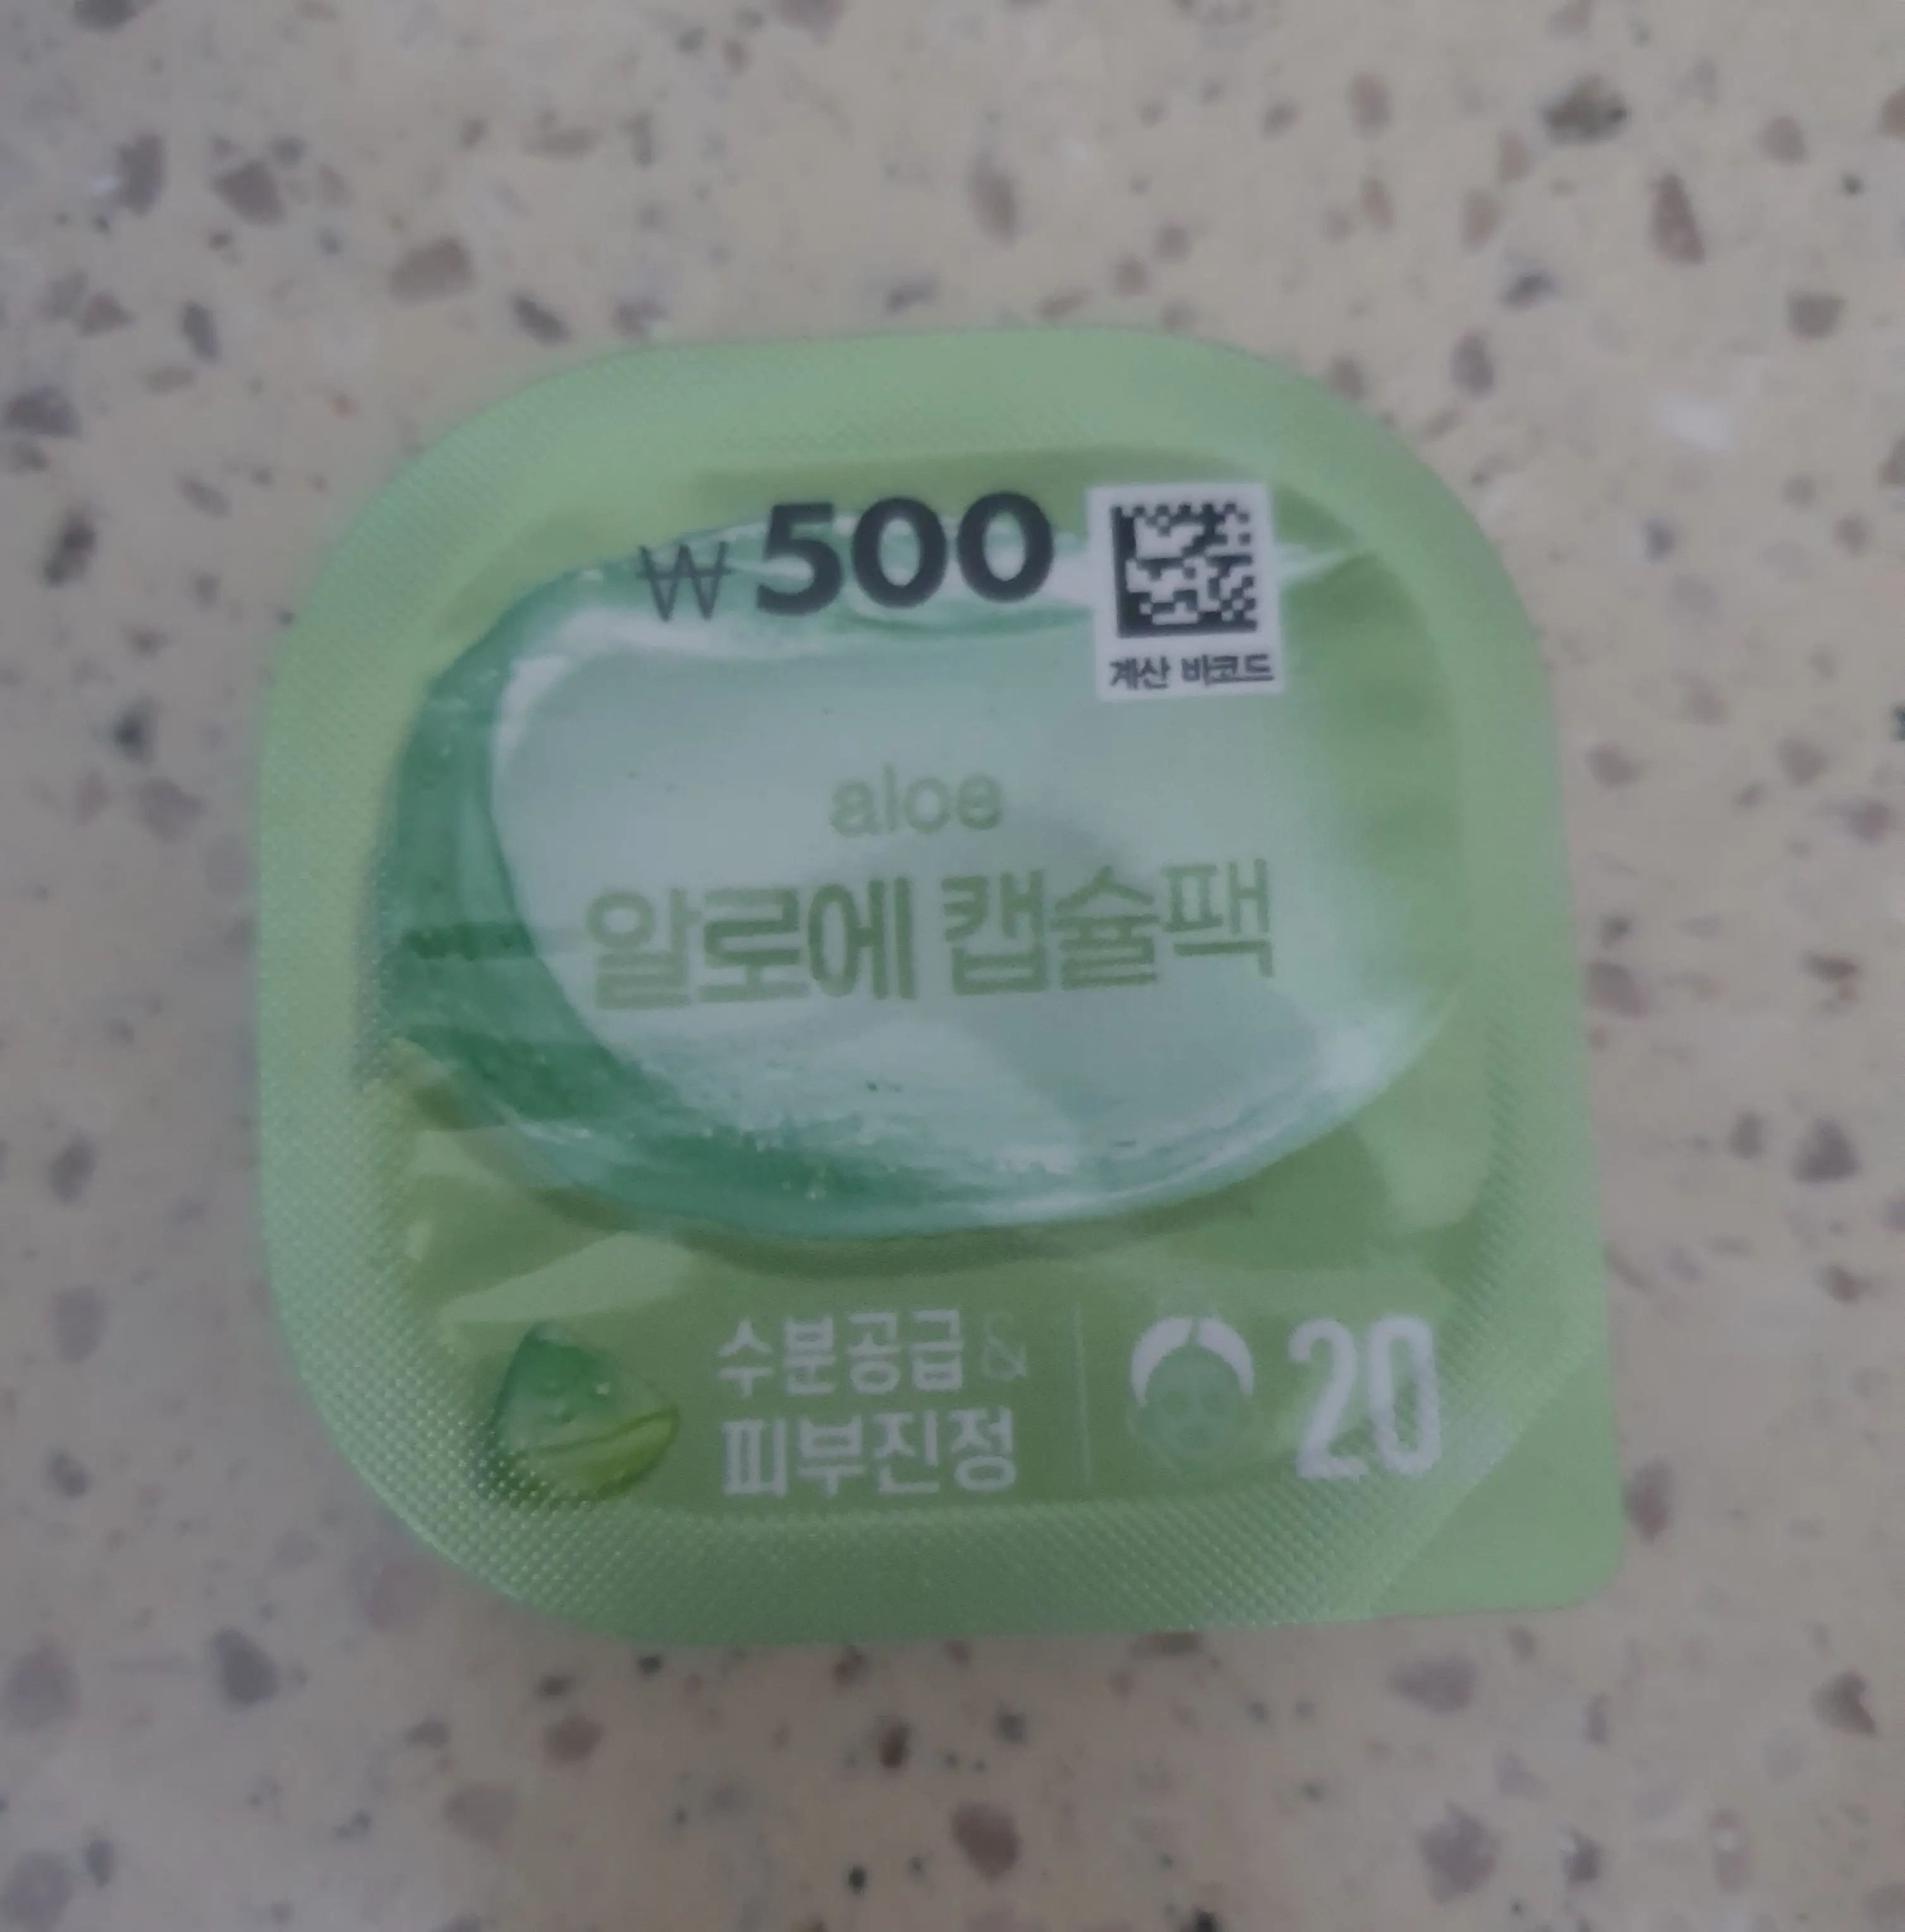 ₩500
계산 바코드
aloe
알로에 캡슐팩
수분공급 &
피부진정
20